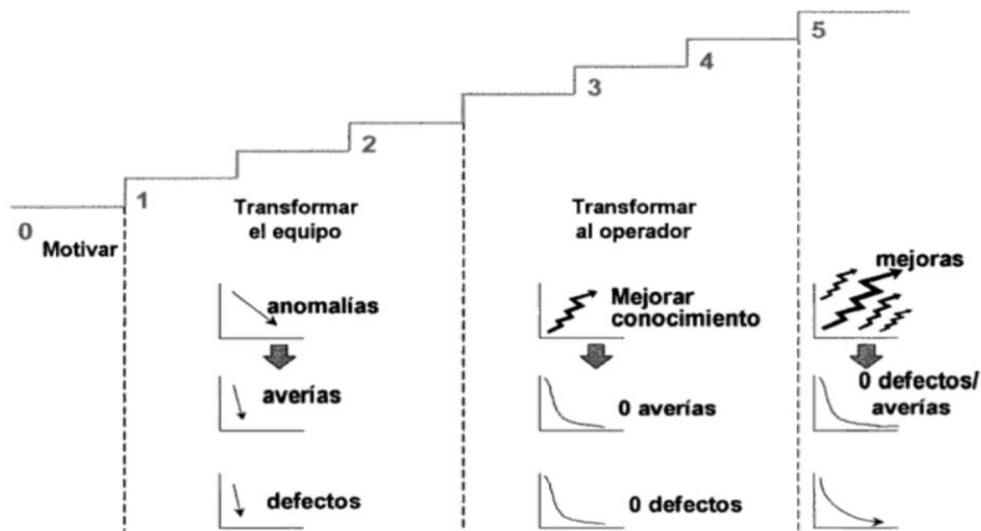 5
4
3
2
1
0
Motivar
Transformar
el equipo
Transformar
al operador
anomalías
Mejorar
conocimiento
mejoras
averías
0 averías
0 defectos/
averías
defectos
0 defectos